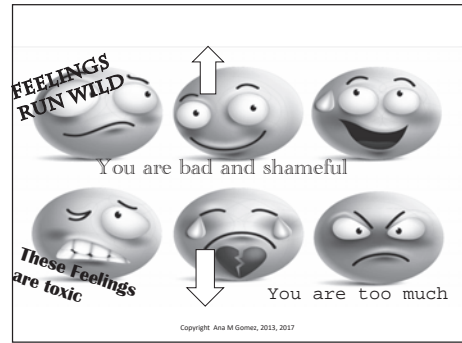 FEELINGS
RUN WILD
You are bad and shameful
These Feelings
are toxic
You are too much
Copyright Ana M Gomez, 2013, 2017